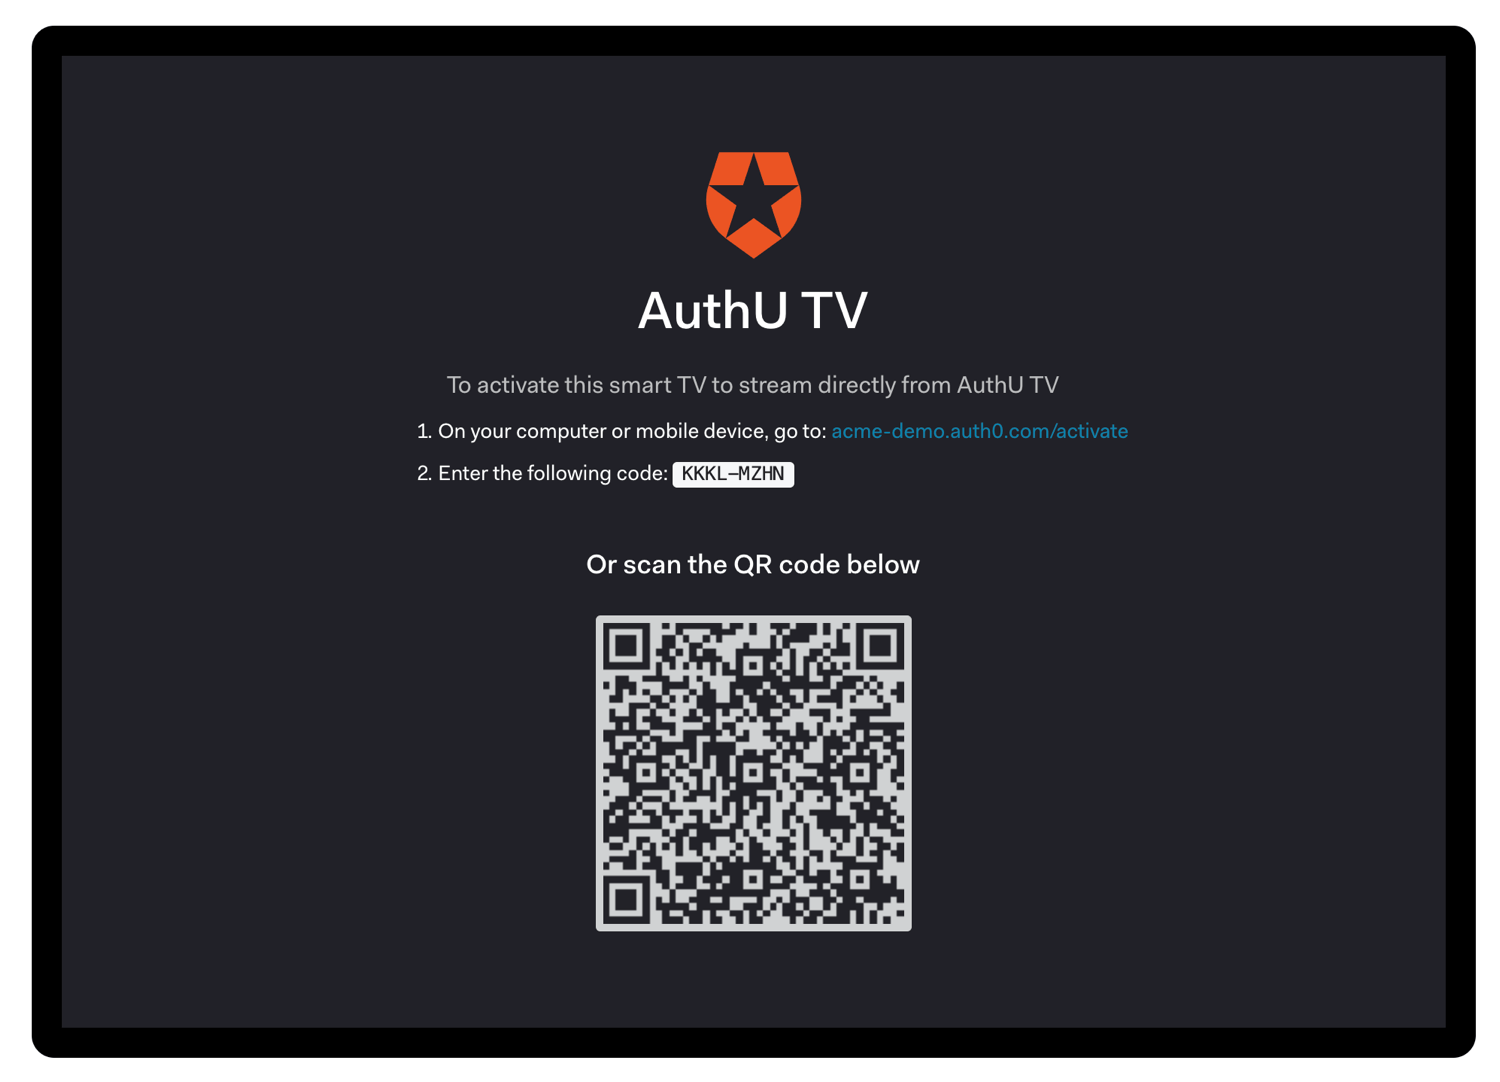 AuthU TV
To activate this smart TV to stream directly from AuthU TV
1. On your computer or mobile device, go to: acme-demo.auth0.com/activate
2. Enter the following code: KKKL-MZHN
Or scan the QR code below